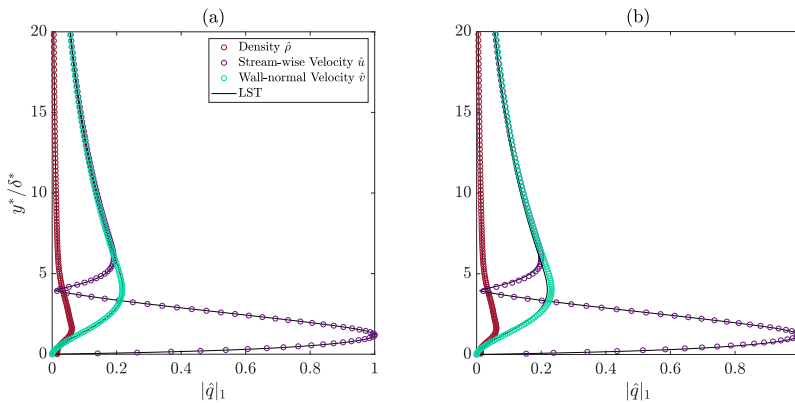 (a)
20
15
10
5
0
y*/δ*
0
0.2
0.4
0.6
0.8
1
|q̂|₁
Density ρ̂
Stream-wise Velocity û
Wall-normal Velocity v̂
LST
(b)
20
15
10
5
0
0
0.2
0.4
0.6
0.8
|q̂|₁